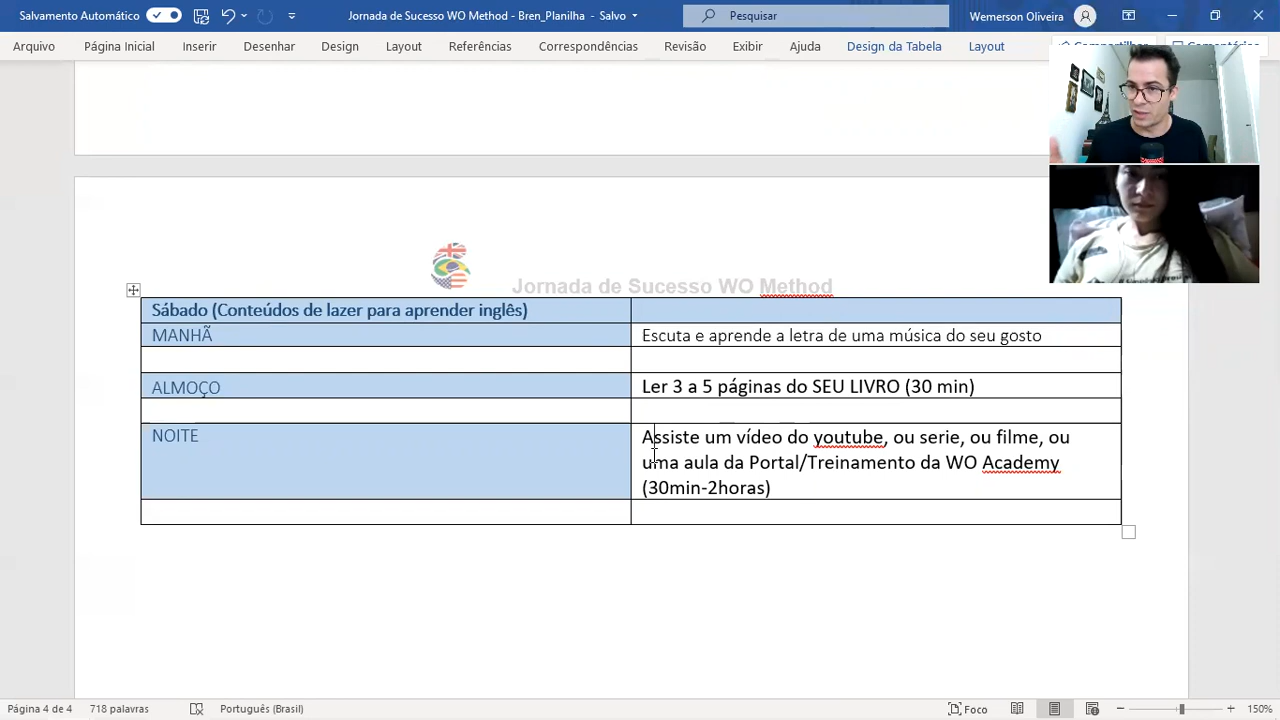 Salvamento Automático
Jornada de Sucesso WO Method - Bren_Planilha - Salvo
Pesquisar
Wemerson Oliveira
Arquivo Página Inicial Inserir Desenhar Design Layout Referências Correspondências Revisão Exibir Ajuda Design da Tabela Layout
Jornada de Sucesso WO Method
Sábado (Conteúdos de lazer para aprender inglês)
MANHÃ
Escuta e aprende a letra de uma música do seu gosto
ALMOÇO
Ler 3 a 5 páginas do SEU LIVRO (30 min)
NOITE
Assiste um vídeo do youtube, ou serie, ou filme, ou
uma aula da Portal/Treinamento da WO Academy
(30min-2horas)
Página 4 de 4 718 palavras Português (Brasil) Foco 150%